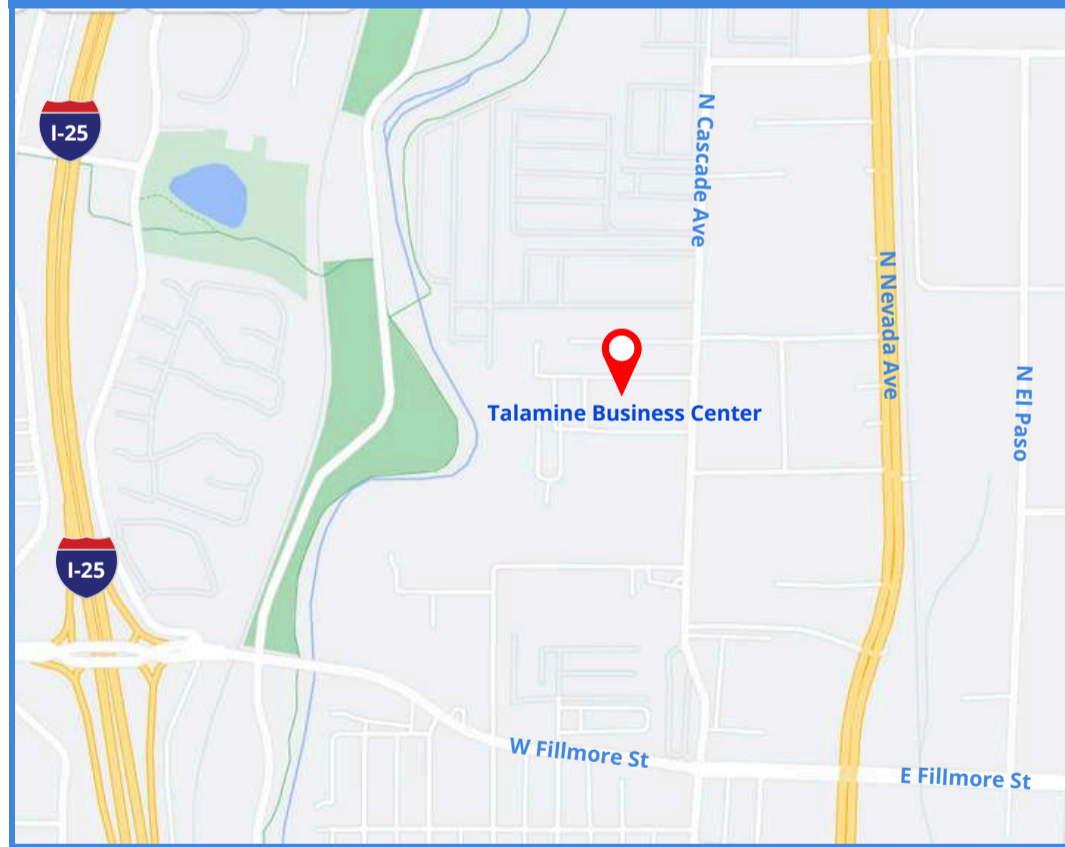 I-25
N Cascade Ave
N Nevada Ave
N El Paso
Talamine Business Center
I-25
W Fillmore St
E Fillmore St